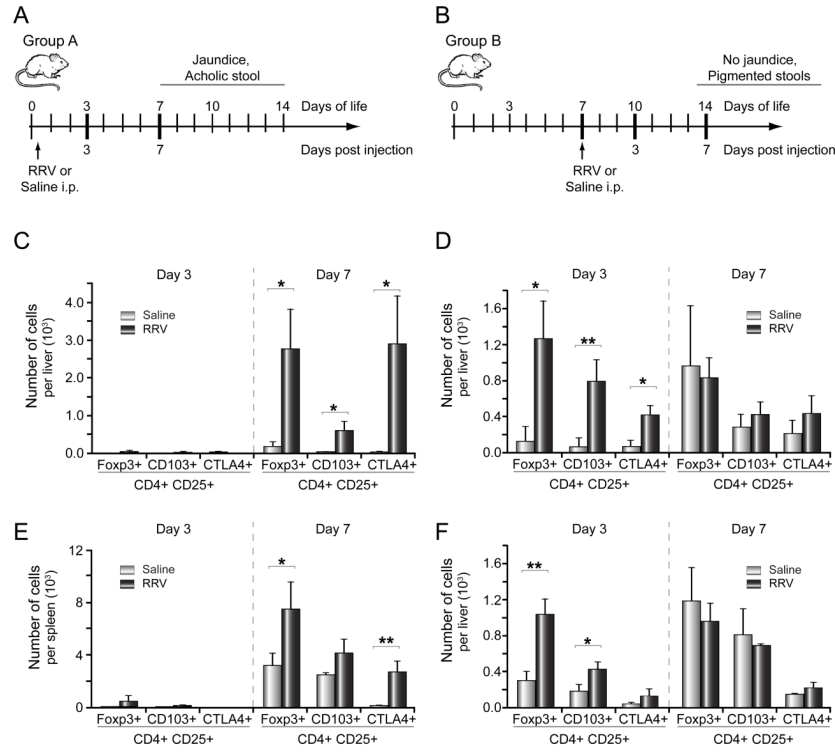 A
Group A
Jaundice,
Acholic stool
0 3 7 10 14 Days of life
3 7 Days post injection
RRV or
Saline i.p.
B
Group B
No jaundice,
Pigmented stools
0 3 7 10 14 Days of life
3 7 Days post injection
RRV or
Saline i.p.
C
Day 3 Day 7
Number of cells
per liver (10³)
4.0
3.0
2.0
1.0
0.0
Saline
RRV
* * *
Foxp3+ CD103+ CTLA4+ Foxp3+ CD103+ CTLA4+
CD4+ CD25+ CD4+ CD25+
D
Day 3 Day 7
Number of cells
per liver (10³)
1.6
1.2
0.8
0.4
0
Saline
RRV
* ** *
Foxp3+ CD103+ CTLA4+ Foxp3+ CD103+ CTLA4+
CD4+ CD25+ CD4+ CD25+
E
Day 3 Day 7
Number of cells
per spleen (10³)
12
8
4
0
Saline
RRV
* **
Foxp3+ CD103+ CTLA4+ Foxp3+ CD103+ CTLA4+
CD4+ CD25+ CD4+ CD25+
F
Day 3 Day 7
Number of cells
per liver (10³)
1.6
1.2
0.8
0.4
0
Saline
RRV
** *
Foxp3+ CD103+ CTLA4+ Foxp3+ CD103+ CTLA4+
CD4+ CD25+ CD4+ CD25+